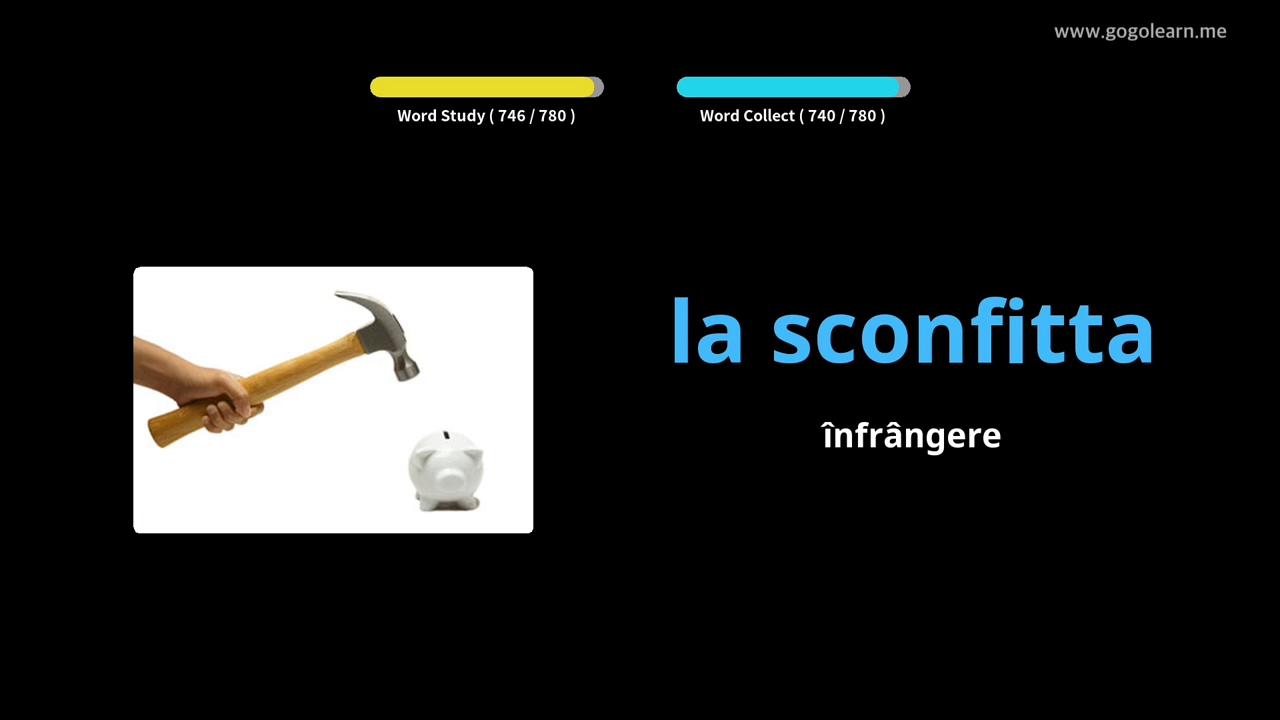 www.gogolearn.me
Word Study ( 746 / 780 )
Word Collect ( 740 / 780 )
la sconfitta
înfrângere